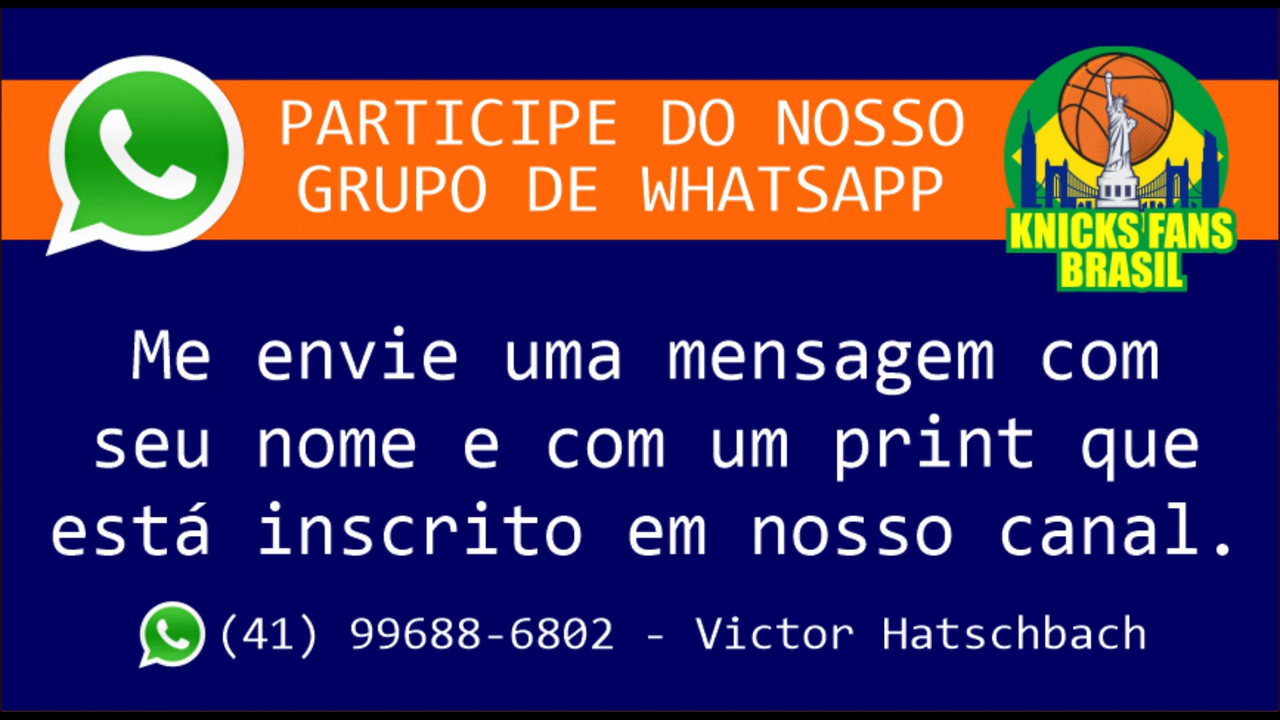 PARTICIPE DO NOSSO
GRUPO DE WHATSAPP
KNICKS FANS
BRASIL
Me envie uma mensagem com
seu nome e com um print que
está inscrito em nosso canal.
(41) 99688-6802 - Victor Hatschbach